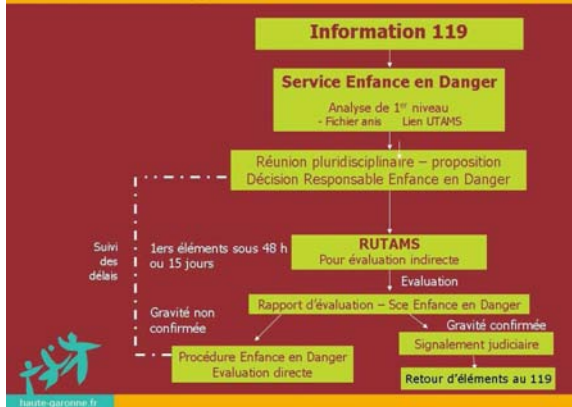 Information 119
Service Enfance en Danger
Analyse de 1er niveau
- Fichier anis Lien UTAMS
Réunion pluridisciplinaire – proposition
Décision Responsable Enfance en Danger
Suivi
des
délais
1ers éléments sous 48 h
ou 15 jours
RUTAMS
Pour évaluation indirecte
Evaluation
Rapport d'évaluation – Sce Enfance en Danger
Gravité non
confirmée
Gravité confirmée
Signalement judiciaire
Procédure Enfance en Danger
Evaluation directe
Retour d'éléments au 119
haute-garonne.fr